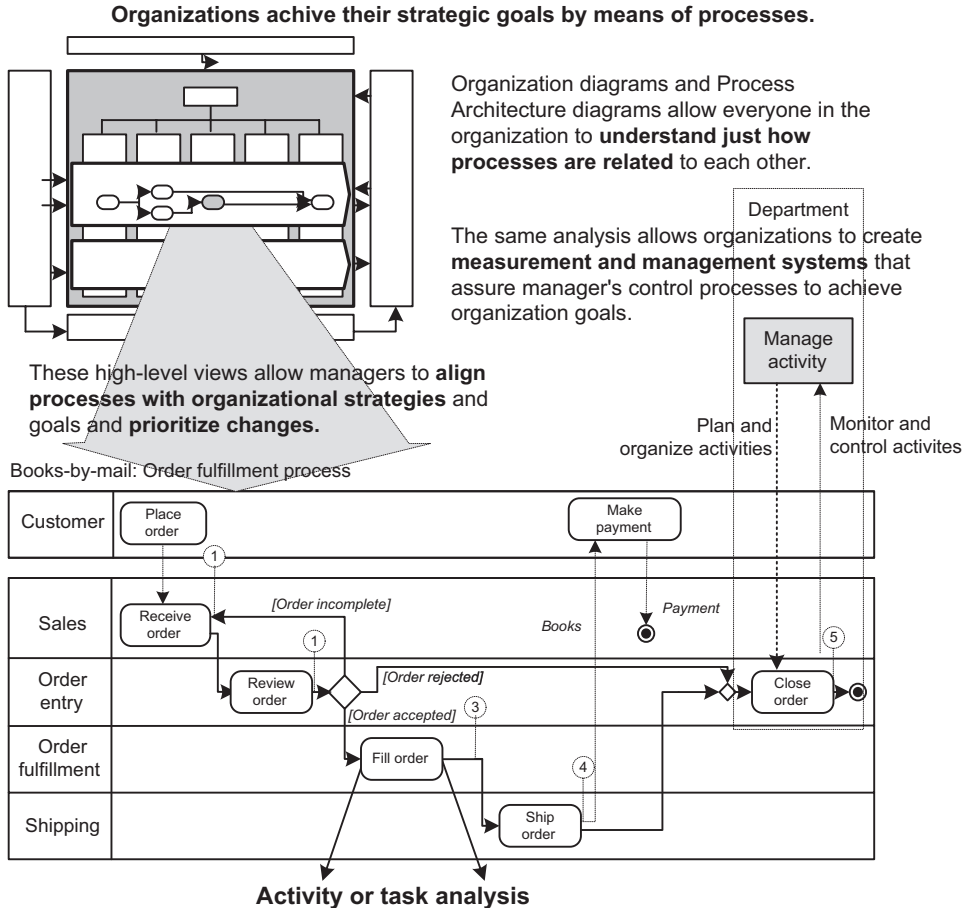 Organizations achive their strategic goals by means of processes.
Organization diagrams and Process
Architecture diagrams allow everyone in the
organization to understand just how
processes are related to each other.
Department
The same analysis allows organizations to create
measurement and management systems that
assure manager's control processes to achieve
organization goals.
Manage
activity
These high-level views allow managers to align
processes with organizational strategies and
goals and prioritize changes.
Plan and
organize activities
Monitor and
control activites
Books-by-mail: Order fulfillment process
Customer
Place
order
Make
payment
1
Sales
Receive
order
[Order incomplete]
Books
Payment
1
5
Order
entry
Review
order
[Order rejected]
Close
order
[Order accepted]
3
Order
fulfillment
Fill order
4
Shipping
Ship
order
Activity or task analysis